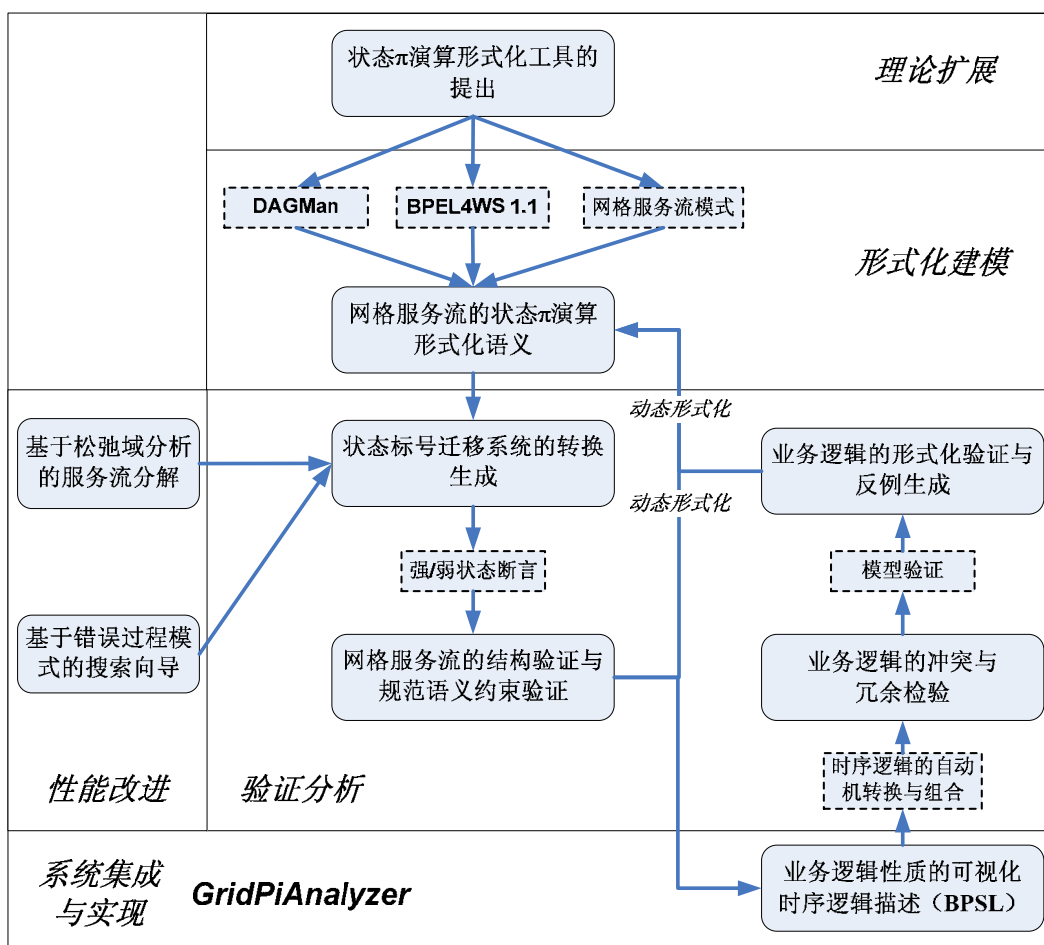 状态π演算形式化工具的
提出
理论扩展
DAGMan
BPEL4WS 1.1
网格服务流模式
形式化建模
网格服务流的状态π演算
形式化语义
动态形式化
基于松弛域分析
的服务流分解
状态标号迁移系统的转换
生成
业务逻辑的形式化验证与
反例生成
动态形式化
强/弱状态断言
模型验证
基于错误过程模
式的搜索向导
网格服务流的结构验证与
规范语义约束验证
业务逻辑的冲突与
冗余检验
时序逻辑的自动
机转换与组合
性能改进
验证分析
系统集成
与实现
GridPiAnalyzer
业务逻辑性质的可视化
时序逻辑描述（BPSL）